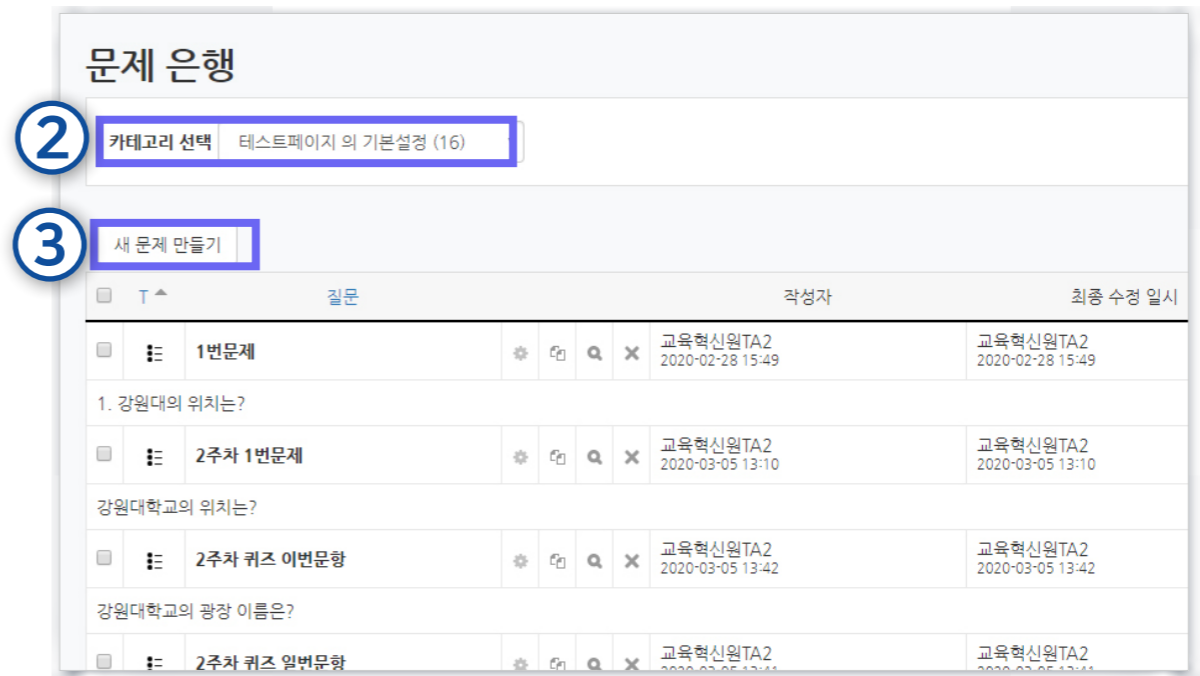 문제 은행
②
카테고리 선택 테스트페이지 의 기본설정 (16)
③
새 문제 만들기
T 질문 작성자 최종 수정 일시
1번문제 교육혁신원TA2 교육혁신원TA2
2020-02-28 15:49 2020-02-28 15:49
1. 강원대의 위치는?
2주차 1번문제 교육혁신원TA2 교육혁신원TA2
2020-03-05 13:10 2020-03-05 13:10
강원대학교의 위치는?
2주차 퀴즈 이번문항 교육혁신원TA2 교육혁신원TA2
2020-03-05 13:42 2020-03-05 13:42
강원대학교의 광장 이름은?
2주차 퀴즈 일번문항 교육혁신원TA2 교육혁신원TA2
2020-03-05 13:41 2020-03-05 13:41